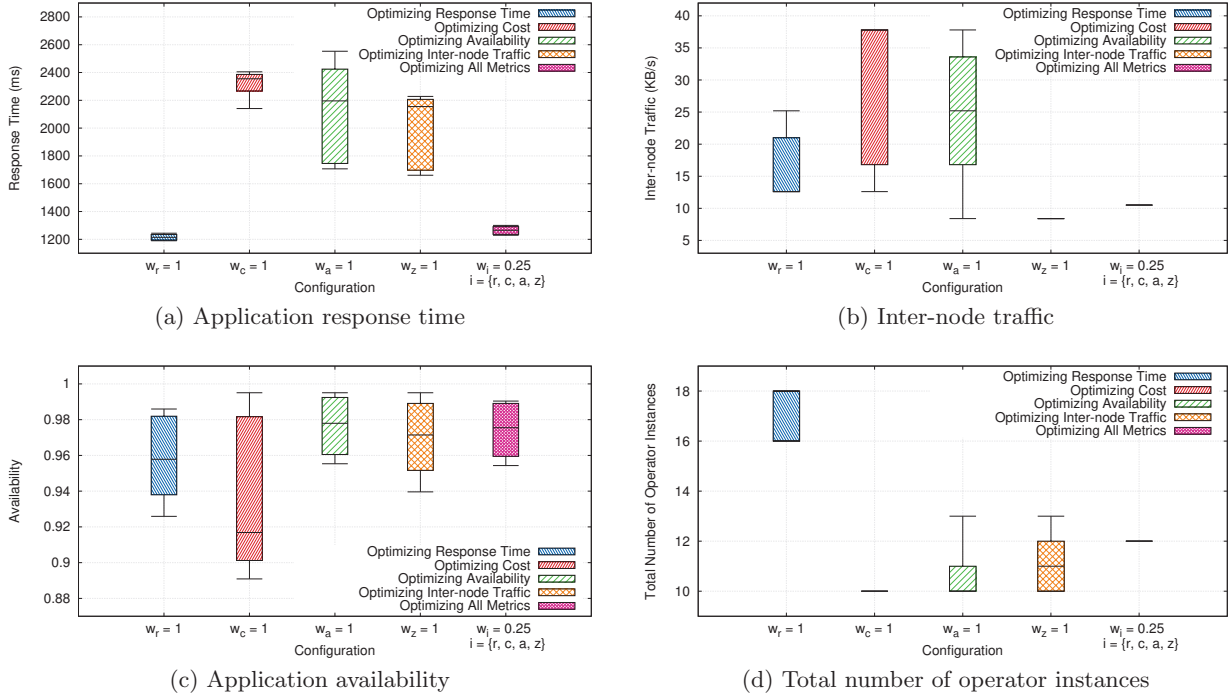 2800
2600
2400
2200
2000
1800
1600
1400
1200
Response Time (ms)
Optimizing Response Time
Optimizing Cost
Optimizing Availability
Optimizing Inter-node Traffic
Optimizing All Metrics
w_r = 1 w_c = 1 w_a = 1 w_z = 1 w_i = 0.25
i = {r, c, a, z}
Configuration
(a) Application response time
40
35
30
25
20
15
10
5
Inter-node Traffic (KB/s)
Optimizing Response Time
Optimizing Cost
Optimizing Availability
Optimizing Inter-node Traffic
Optimizing All Metrics
w_r = 1 w_c = 1 w_a = 1 w_z = 1 w_i = 0.25
i = {r, c, a, z}
Configuration
(b) Inter-node traffic
1
0.98
0.96
0.94
0.92
0.9
0.88
Availability
Optimizing Response Time
Optimizing Cost
Optimizing Availability
Optimizing Inter-node Traffic
Optimizing All Metrics
w_r = 1 w_c = 1 w_a = 1 w_z = 1 w_i = 0.25
i = {r, c, a, z}
Configuration
(c) Application availability
18
16
14
12
10
Total Number of Operator Instances
Optimizing Response Time
Optimizing Cost
Optimizing Availability
Optimizing Inter-node Traffic
Optimizing All Metrics
w_r = 1 w_c = 1 w_a = 1 w_z = 1 w_i = 0.25
i = {r, c, a, z}
Configuration
(d) Total number of operator instances